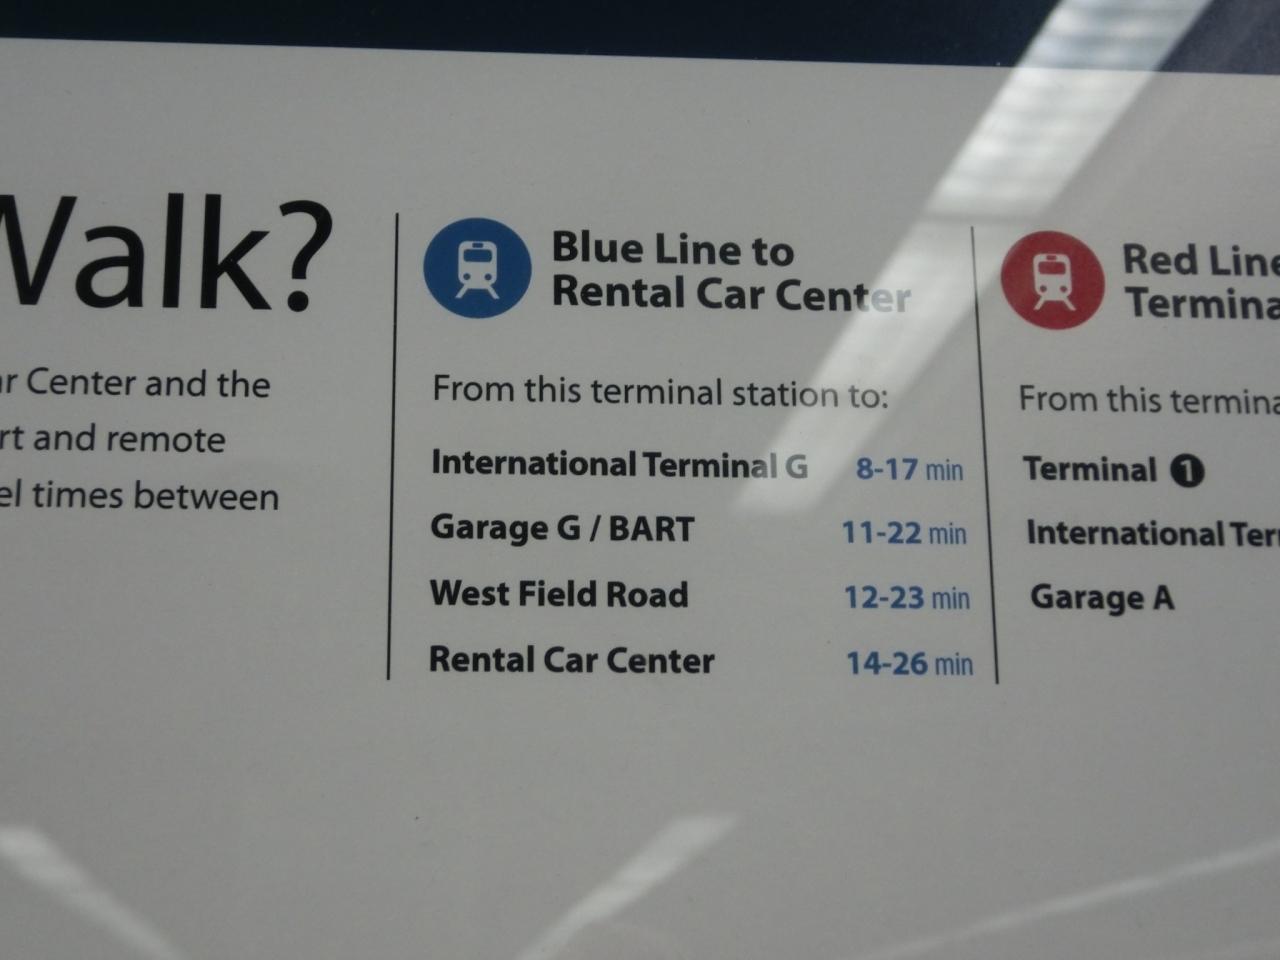 Walk?
ar Center and the
rt and remote
el times between
Blue Line to
Rental Car Center
From this terminal station to:
International Terminal G 8-17 min
Garage G / BART 11-22 min
West Field Road 12-23 min
Rental Car Center 14-26 min
Red Line
Termina
From this termina
Terminal 1
International Ter
Garage A